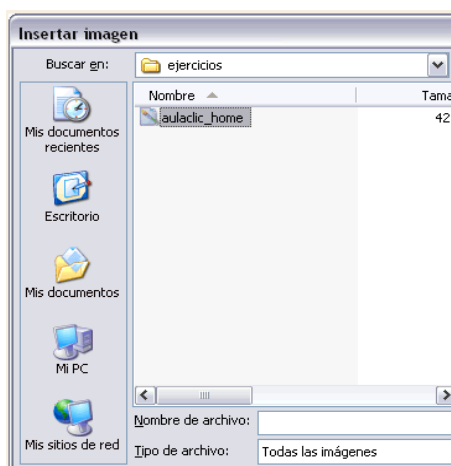 Insertar imagen
Buscar en:
ejercicios
Nombre
Tama
aulaclic_home
42
Mis documentos
recientes
Escritorio
Mis documentos
Mi PC
Mis sitios de red
Nombre de archivo:
Tipo de archivo:
Todas las imágenes